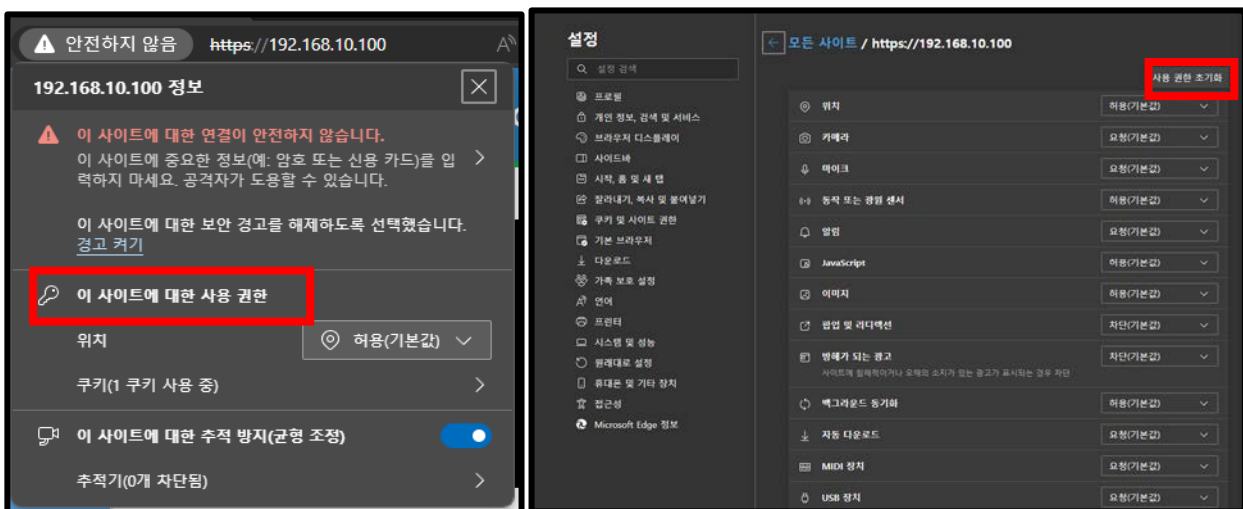 안전하지 않음 https://192.168.10.100 A
192.168.10.100 정보
이 사이트에 대한 연결이 안전하지 않습니다.
이 사이트에 중요한 정보(예: 암호 또는 신용 카드)를 입
력하지 마세요. 공격자가 도용할 수 있습니다.
이 사이트에 대한 보안 경고를 해제하도록 선택했습니다.
경고 켜기
이 사이트에 대한 사용 권한
위치 허용(기본값)
쿠키(1 쿠키 사용 중)
이 사이트에 대한 추적 방지(균형 조정)
추적기(0개 차단됨)
설정
설정 검색
프로필
개인 정보, 검색 및 서비스
브라우저 디스플레이
사이드바
시작, 홈 및 새 탭
잘라내기, 복사 및 붙여넣기
쿠키 및 사이트 권한
기본 브라우저
다운로드
가족 보호 설정
언어
프린터
시스템 및 성능
원래대로 설정
휴대폰 및 기타 장치
접근성
Microsoft Edge 정보
모든 사이트 / https://192.168.10.100
사용 권한 초기화
위치 허용(기본값)
카메라 요청(기본값)
마이크 요청(기본값)
동작 또는 광원 센서 허용(기본값)
알림 요청(기본값)
JavaScript 허용(기본값)
이미지 허용(기본값)
팝업 및 리디렉션 차단(기본값)
방해가 되는 광고 차단(기본값)
사이트에 침해적이거나 오해의 소지가 있는 광고가 표시되는 경우 차단
백그라운드 동기화 허용(기본값)
자동 다운로드 요청(기본값)
MIDI 장치 요청(기본값)
USB 장치 요청(기본값)